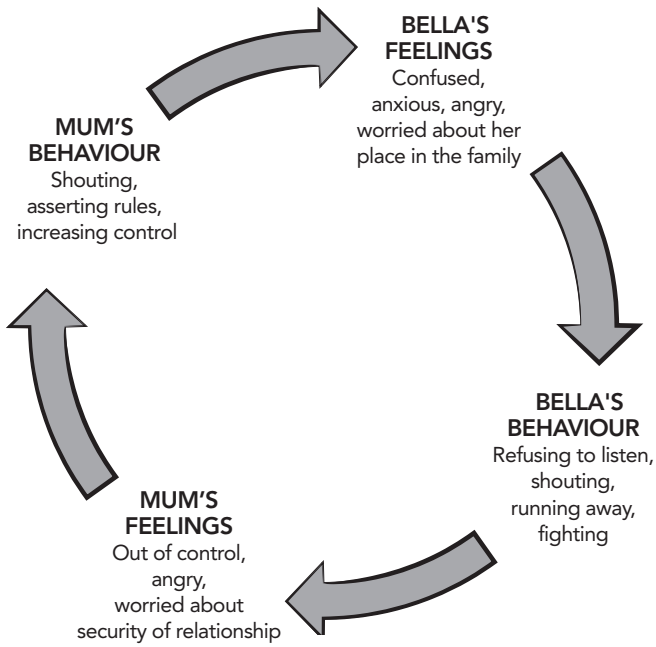 BELLA'S
FEELINGS
Confused,
anxious, angry,
worried about her
place in the family
MUM'S
BEHAVIOUR
Shouting,
asserting rules,
increasing control
BELLA'S
BEHAVIOUR
Refusing to listen,
shouting,
running away,
fighting
MUM'S
FEELINGS
Out of control,
angry,
worried about
security of relationship